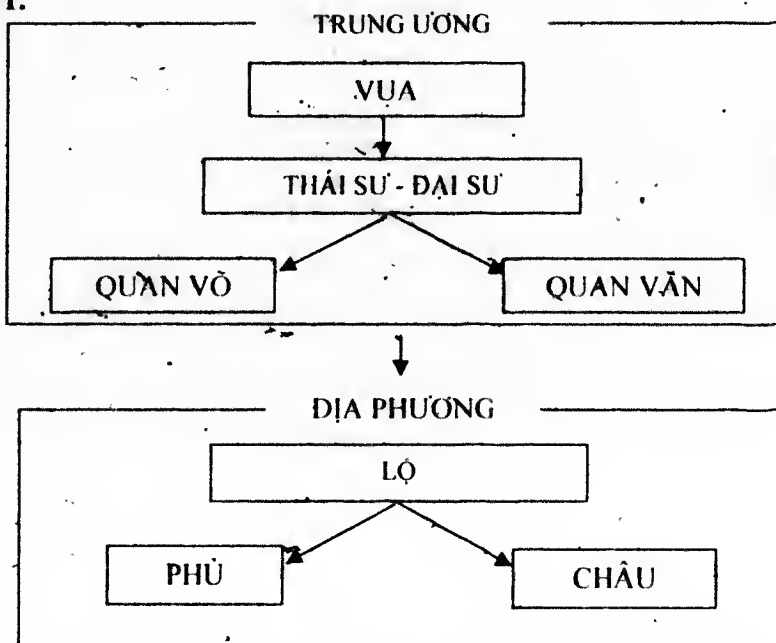 1.
TRUNG ƯƠNG
VUA
THÁI SƯ - ĐẠI SƯ
QUAN VÕ QUAN VĂN
ĐỊA PHƯƠNG
LỘ
PHỦ CHÂU